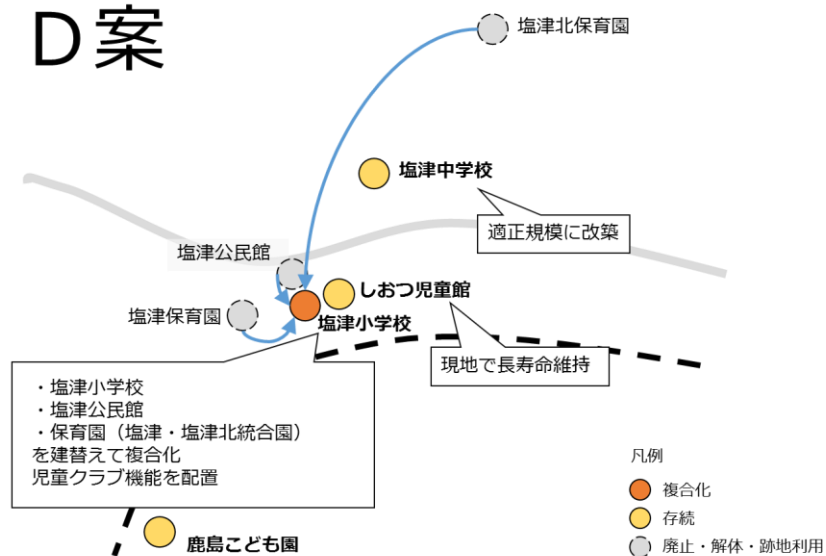 D案
塩津北保育園
塩津中学校
適正規模に改築
塩津公民館
しおつ児童館
塩津保育園
塩津小学校
現地で長寿命維持
・塩津小学校
・塩津公民館
・保育園（塩津・塩津北統合園）
を建替えて複合化
児童クラブ機能を配置
鹿島こども園
凡例
複合化
存続
廃止・解体・跡地利用